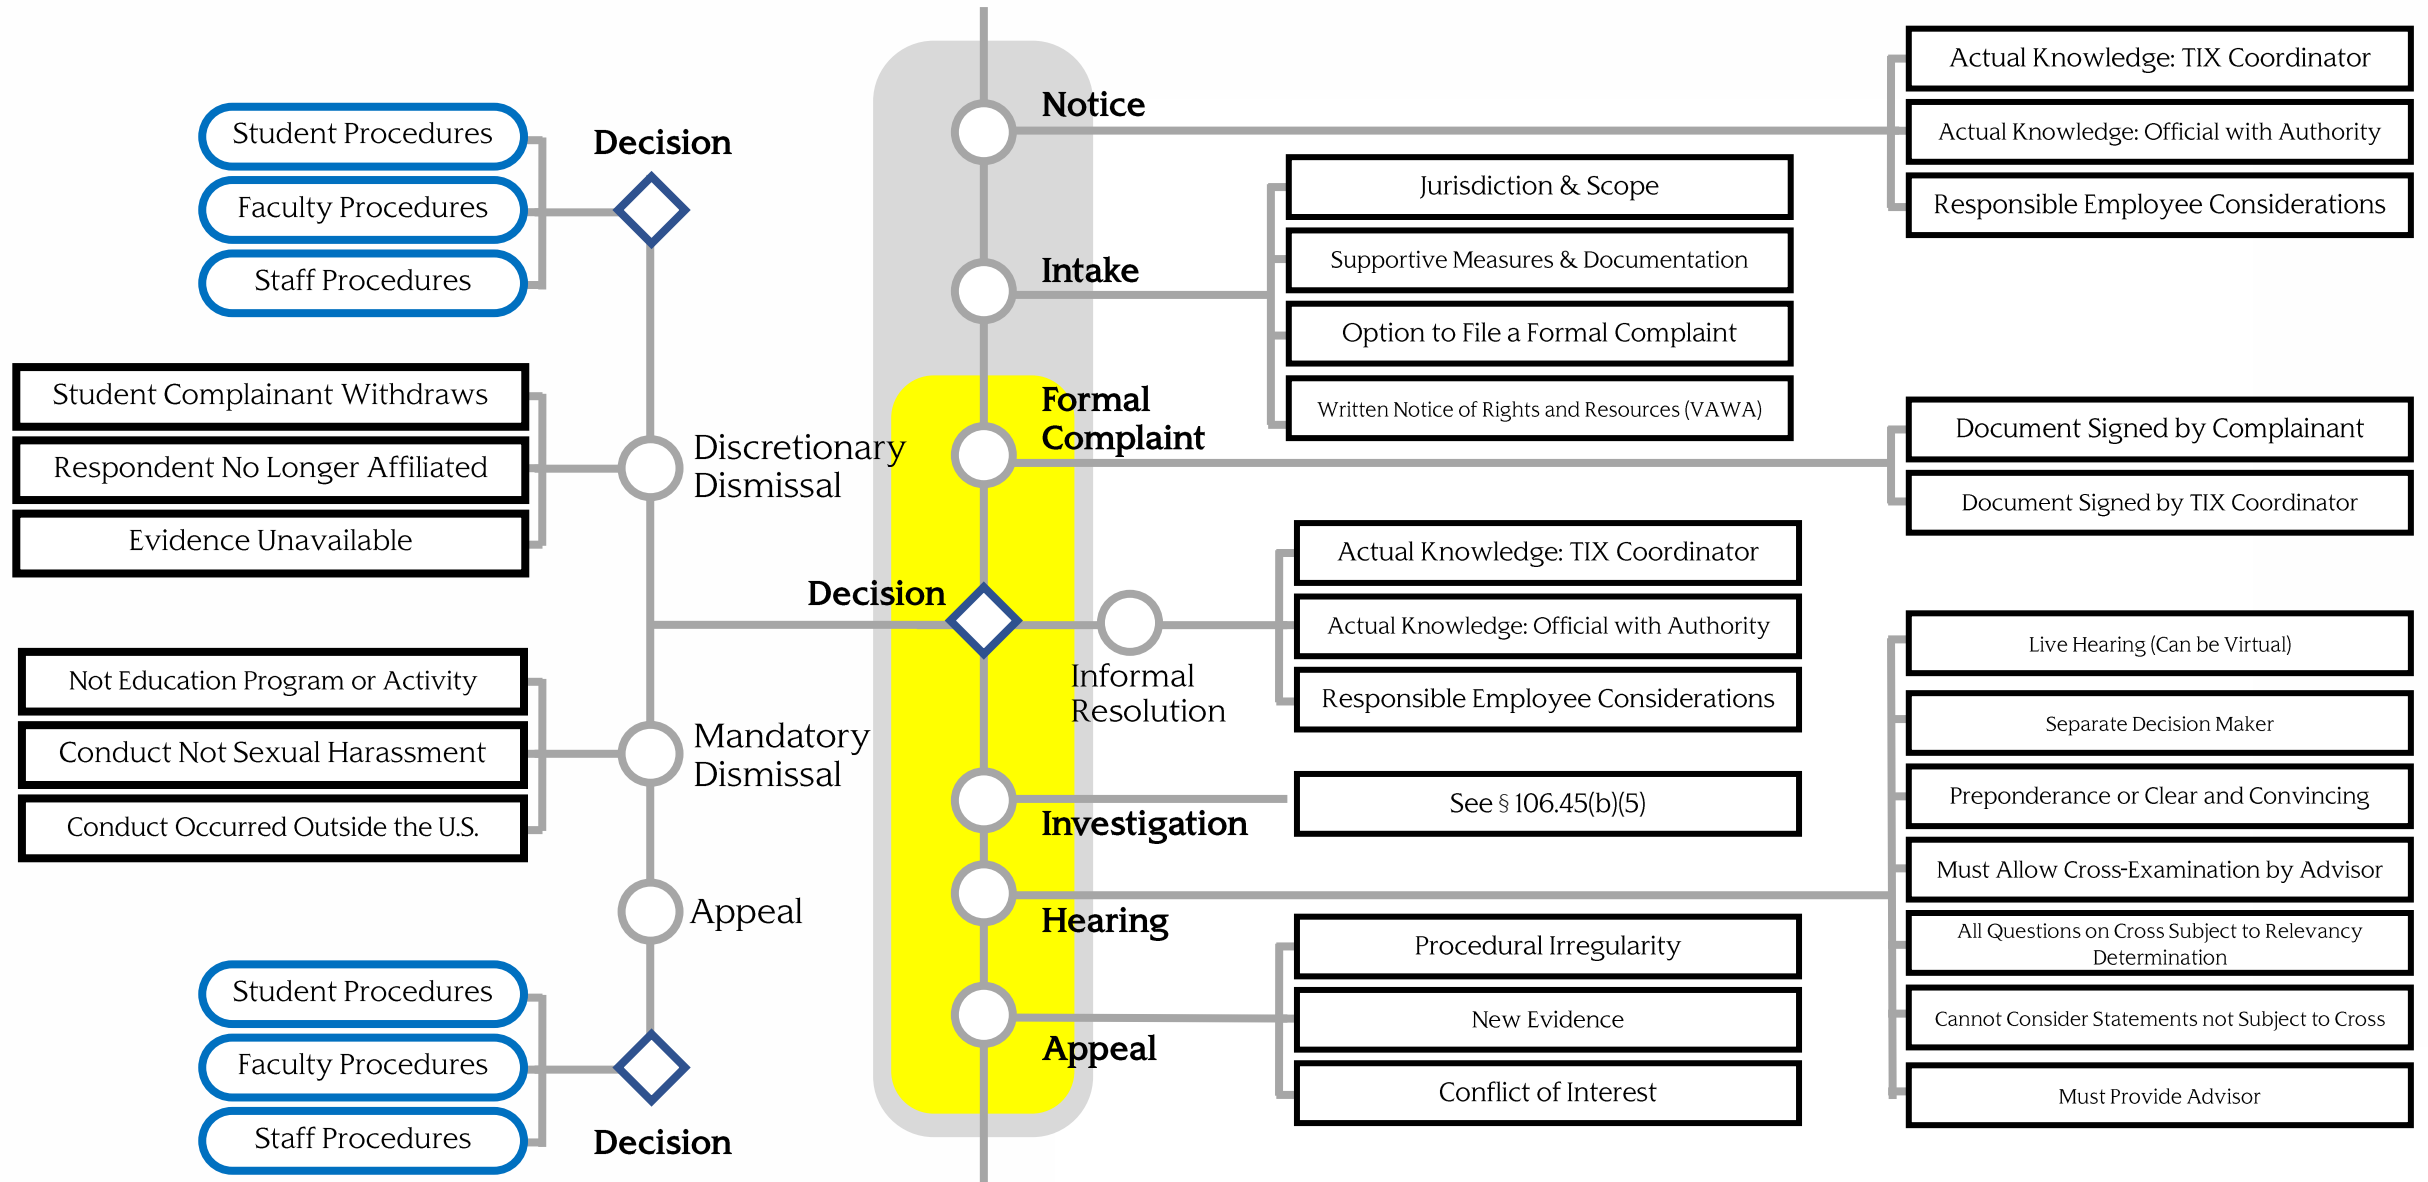 Student Procedures
Faculty Procedures
Staff Procedures
Decision
Student Complainant Withdraws
Respondent No Longer Affiliated
Evidence Unavailable
Discretionary
Dismissal
Not Education Program or Activity
Conduct Not Sexual Harassment
Conduct Occurred Outside the U.S.
Mandatory
Dismissal
Appeal
Student Procedures
Faculty Procedures
Staff Procedures
Decision
Notice
Actual Knowledge: TIX Coordinator
Actual Knowledge: Official with Authority
Responsible Employee Considerations
Intake
Jurisdiction & Scope
Supportive Measures & Documentation
Option to File a Formal Complaint
Written Notice of Rights and Resources (VAWA)
Formal
Complaint
Document Signed by Complainant
Document Signed by TIX Coordinator
Decision
Informal
Resolution
Actual Knowledge: TIX Coordinator
Actual Knowledge: Official with Authority
Responsible Employee Considerations
Investigation
See § 106.45(b)(5)
Hearing
Live Hearing (Can be Virtual)
Separate Decision Maker
Preponderance or Clear and Convincing
Must Allow Cross-Examination by Advisor
All Questions on Cross Subject to Relevancy
Determination
Cannot Consider Statements not Subject to Cross
Must Provide Advisor
Appeal
Procedural Irregularity
New Evidence
Conflict of Interest